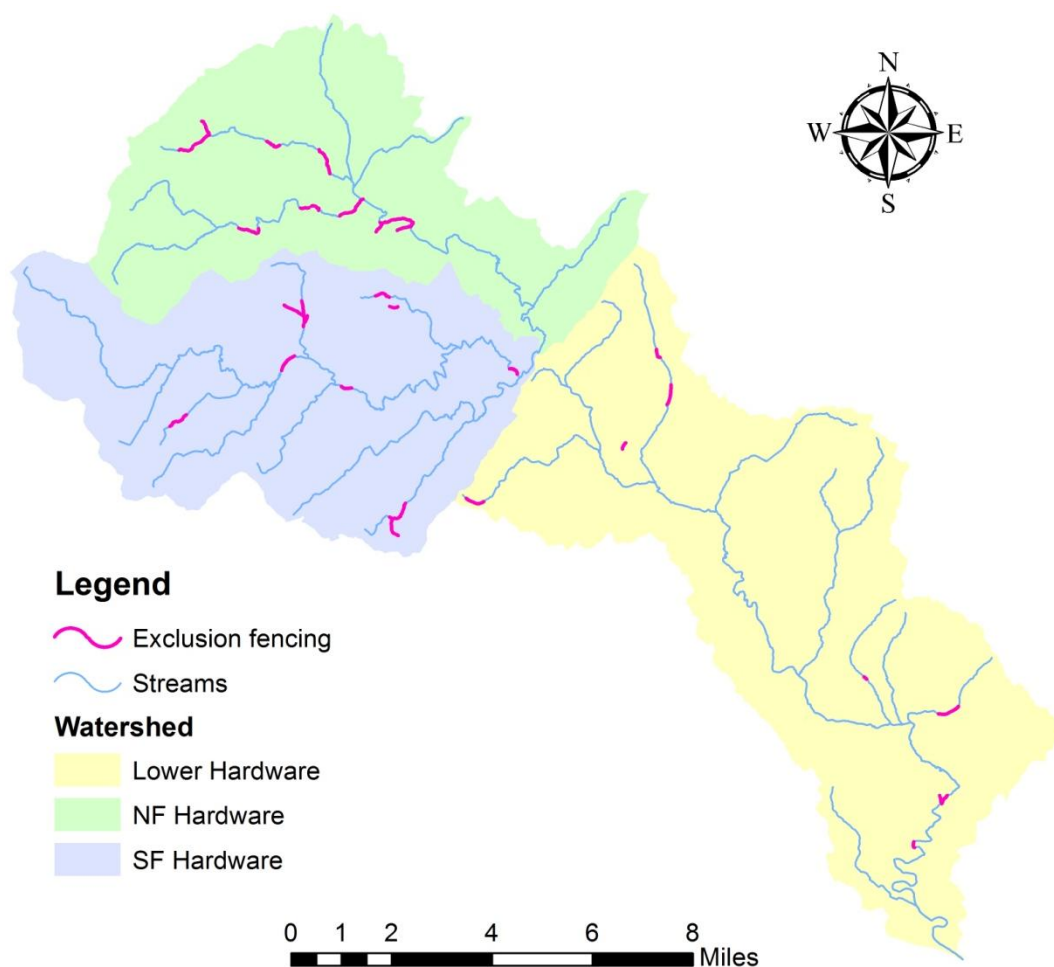 N
W E
S
Legend
Exclusion fencing
Streams
Watershed
Lower Hardware
NF Hardware
SF Hardware
0 1 2 4 6 8
Miles